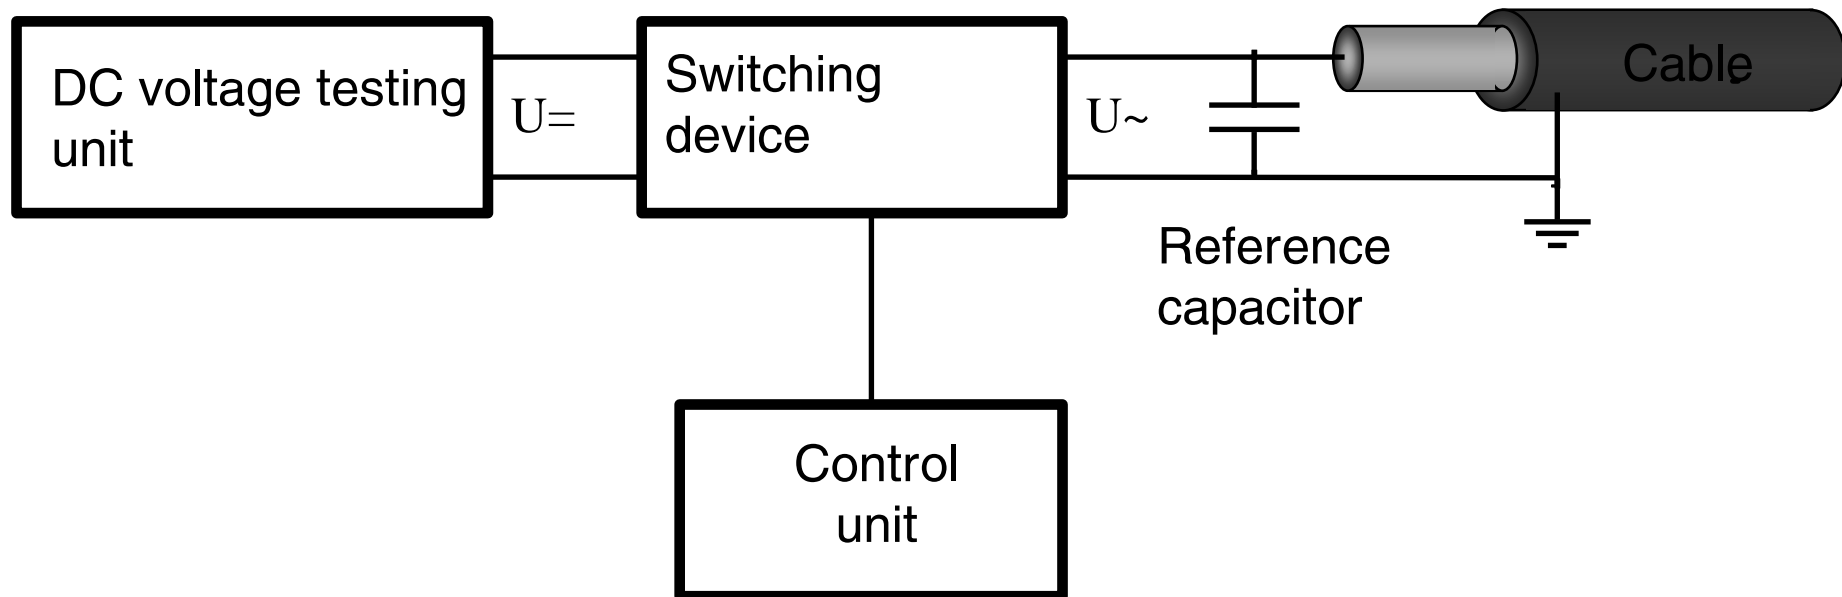 DC voltage testing
unit
U=
Switching
device
U~
Cable
Reference
capacitor
Control
unit